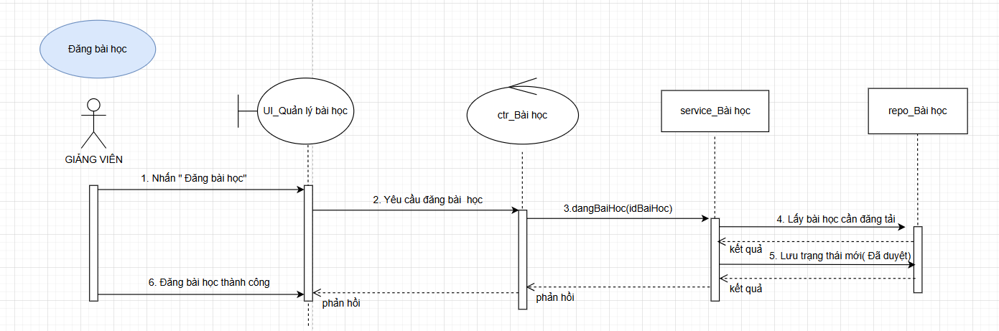 Đăng bài học
UI_Quản lý bài học
ctr_Bài học
service_Bài học
repo_Bài học
GIẢNG VIÊN
1. Nhấn " Đăng bài học"
2. Yêu cầu đăng bài  học
3.dangBaiHoc(idBaiHoc)
4. Lấy bài học cần đăng tải
kết quả
5. Lưu trạng thái mới( Đã duyệt)
6. Đăng bài học thành công
kết quả
phản hồi
phản hồi